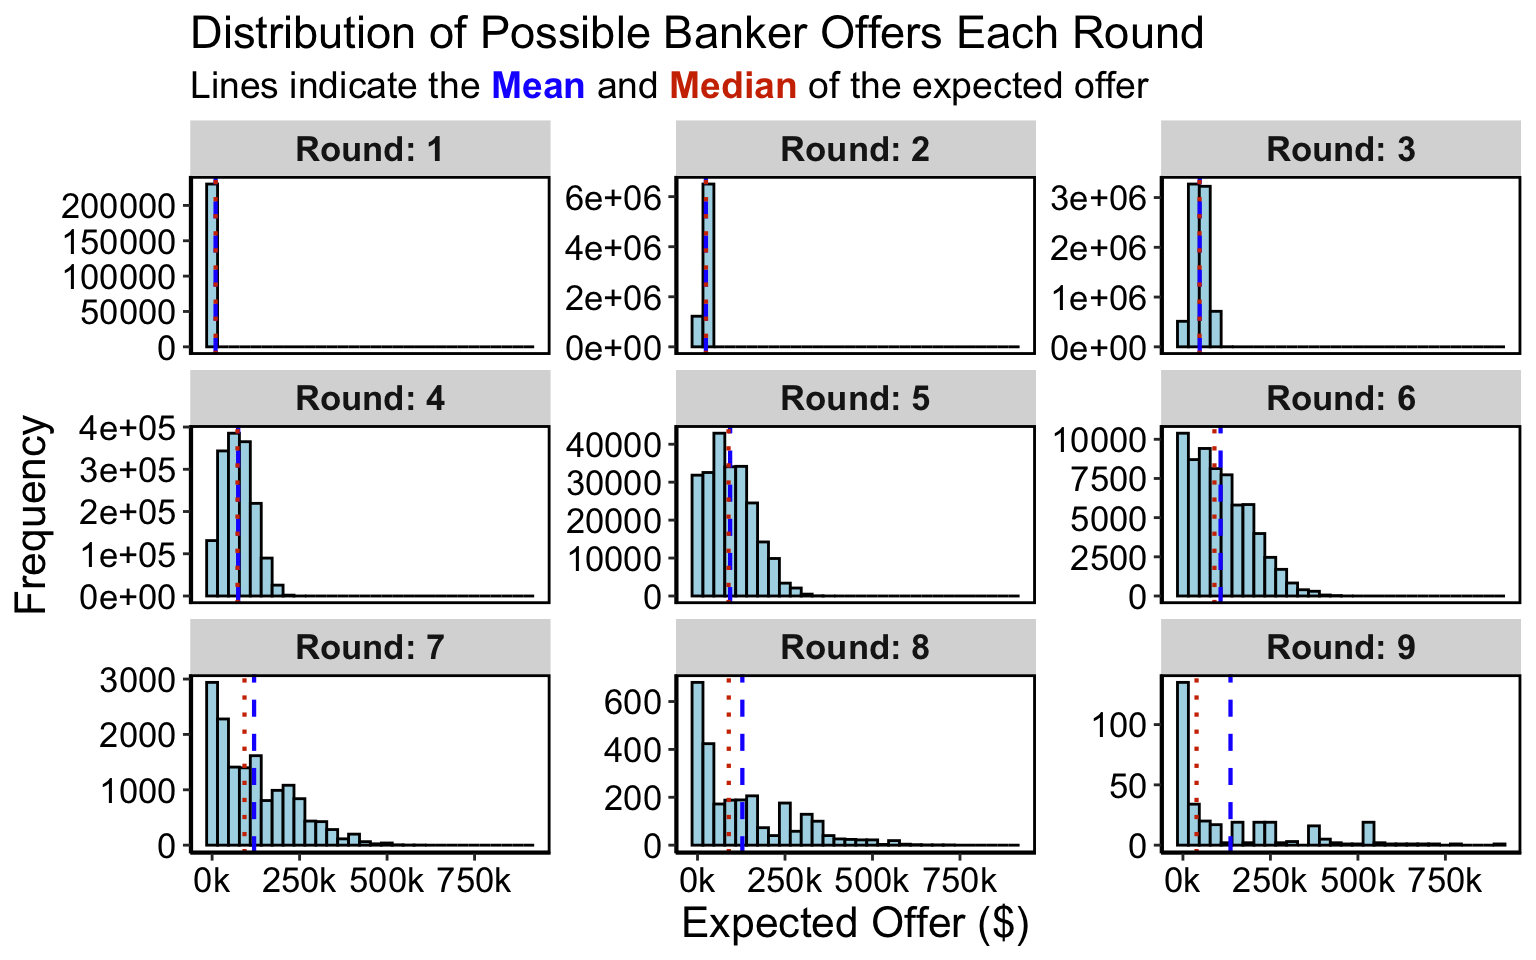 Distribution of Possible Banker Offers Each Round
Lines indicate the Mean and Median of the expected offer
Round: 1
Round: 2
Round: 3
200000
150000
100000
50000
0
6e+06
4e+06
2e+06
0e+00
3e+06
2e+06
1e+06
0e+00
Round: 4
Round: 5
Round: 6
4e+05
3e+05
2e+05
1e+05
0e+00
40000
30000
20000
10000
0
10000
7500
5000
2500
0
Frequency
Round: 7
Round: 8
Round: 9
3000
2000
1000
0
600
400
200
0
100
50
0
0k 250k 500k 750k
0k 250k 500k 750k
0k 250k 500k 750k
Expected Offer ($)